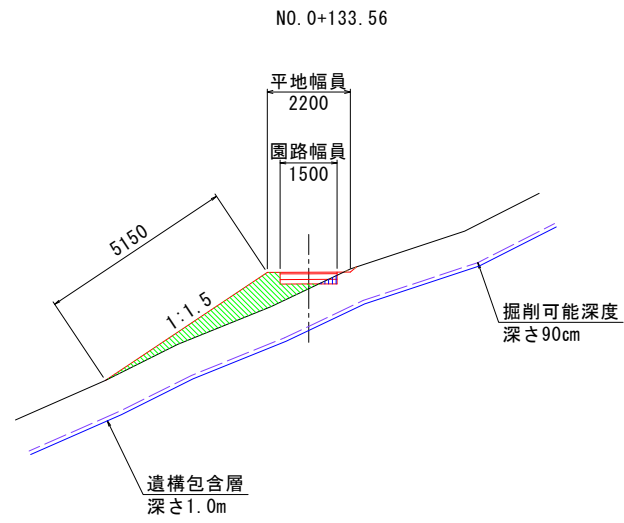 NO.0+133.56
平地幅員
2200
園路幅員
1500
5150
1:1.5
掘削可能深度
深さ90cm
遺構包含層
深さ1.0m